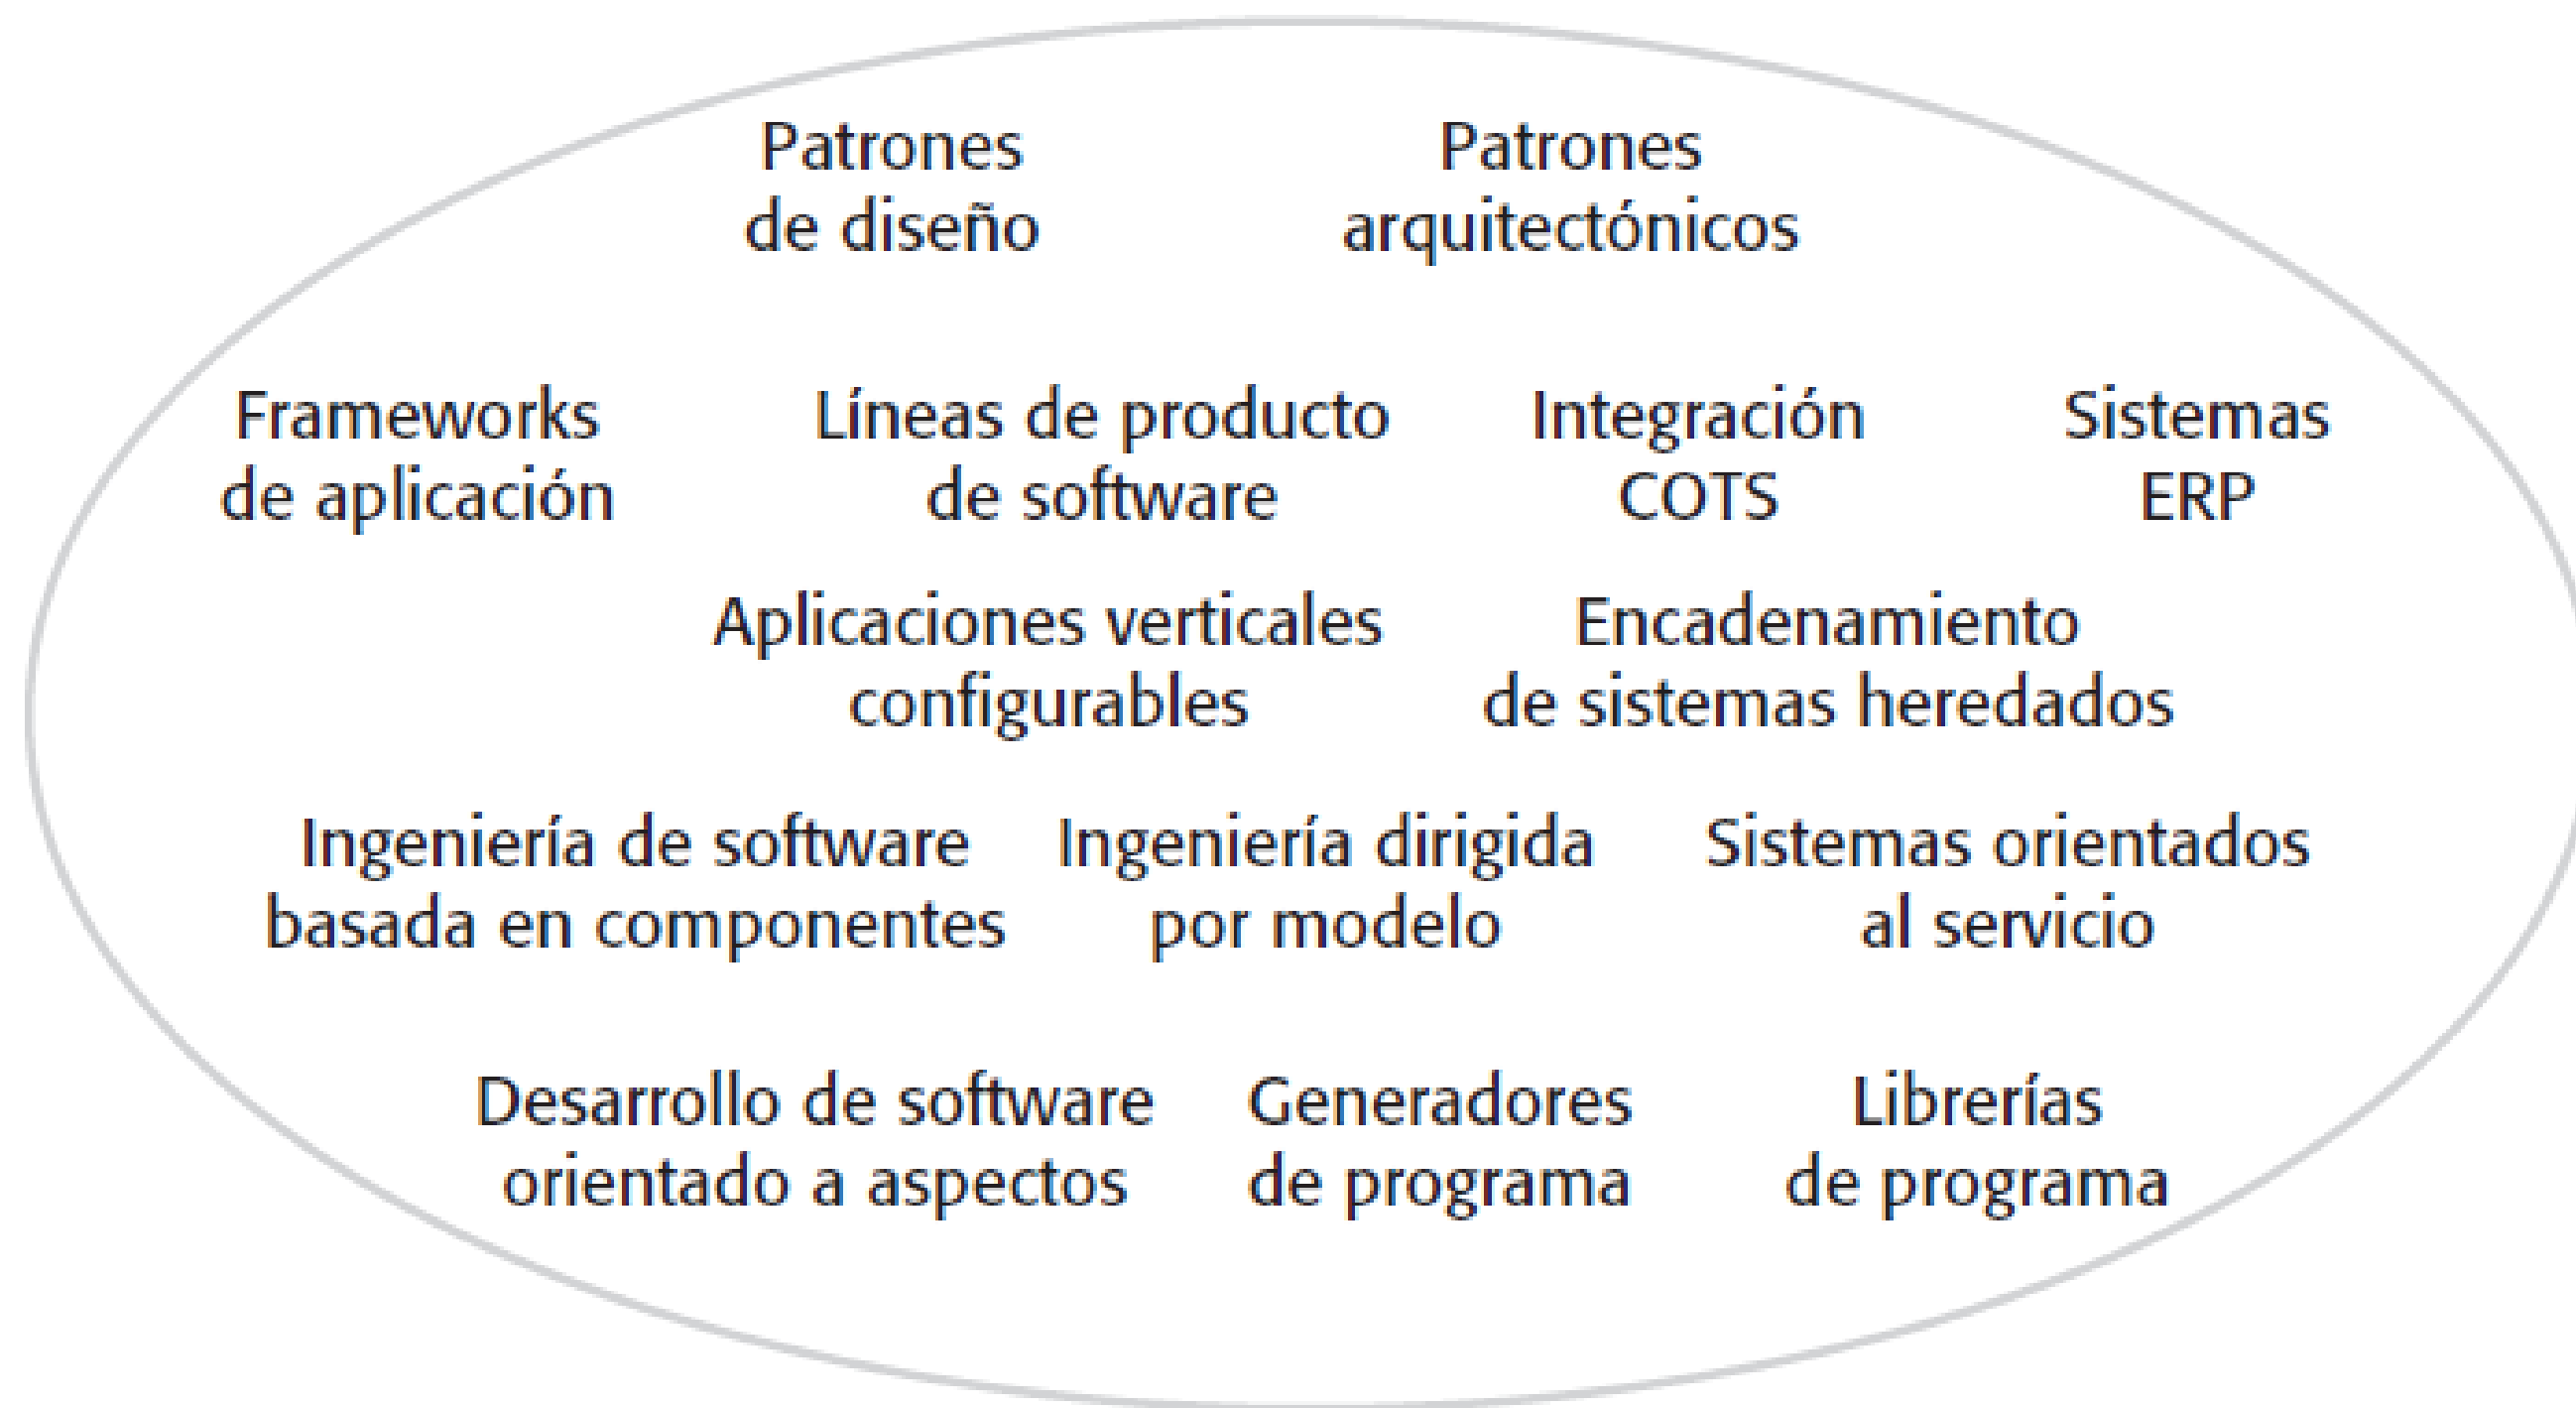 Patrones
de diseño
Patrones
arquitectónicos
Frameworks
de aplicación
Líneas de producto
de software
Integración
COTS
Sistemas
ERP
Aplicaciones verticales
configurables
Encadenamiento
de sistemas heredados
Ingeniería de software
basada en componentes
Ingeniería dirigida
por modelo
Sistemas orientados
al servicio
Desarrollo de software
orientado a aspectos
Generadores
de programa
Librerías
de programa